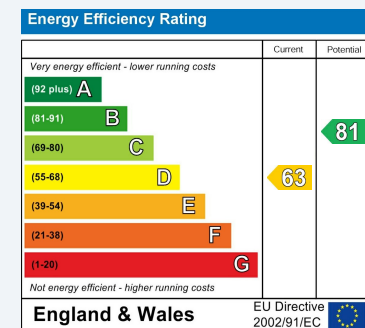 Energy Efficiency Rating
Current Potential
Very energy efficient - lower running costs
(92 plus) A
(81-91) B
(69-80) C
(55-68) D
(39-54) E
(21-38) F
(1-20) G
63
81
Not energy efficient - higher running costs
England & Wales
EU Directive
2002/91/EC